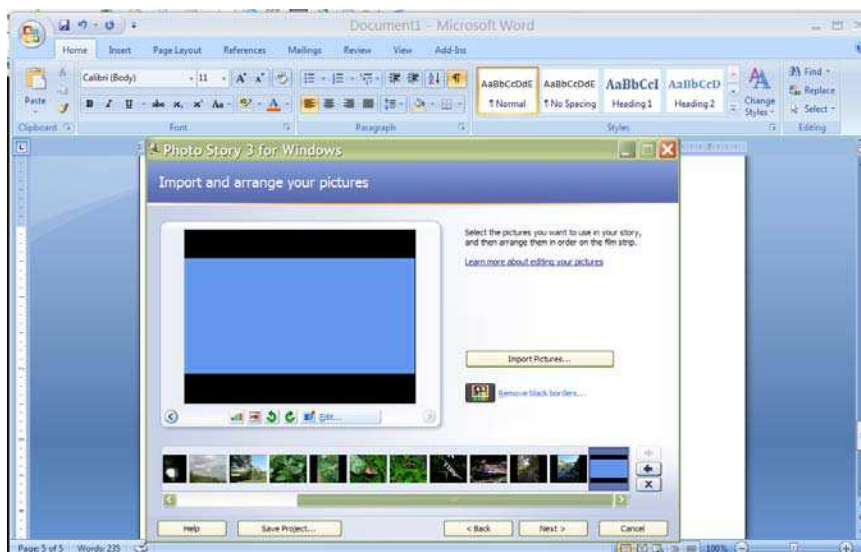 Document1 - Microsoft Word
Home Insert Page Layout References Mailings Review View Add-Ins
Calibri (Body) 11 A A Aa
Paste B I U abc x, x² Aa A
AaBbCcDdE AaBbCcDdE AaBbCcI AaBbCcD
¶ Normal ¶ No Spacing Heading 1 Heading 2
Change
Styles
Find
Replace
Select
Clipboard Font Paragraph Styles Editing
Photo Story 3 for Windows
Import and arrange your pictures
Select the pictures you want to use in your story,
and then arrange them in order on the film strip.
Learn more about editing your pictures
Import Pictures...
Remove black borders...
Edit...
Help Save Project... < Back Next > Cancel
Page: 5 of 5 Words: 235 100%